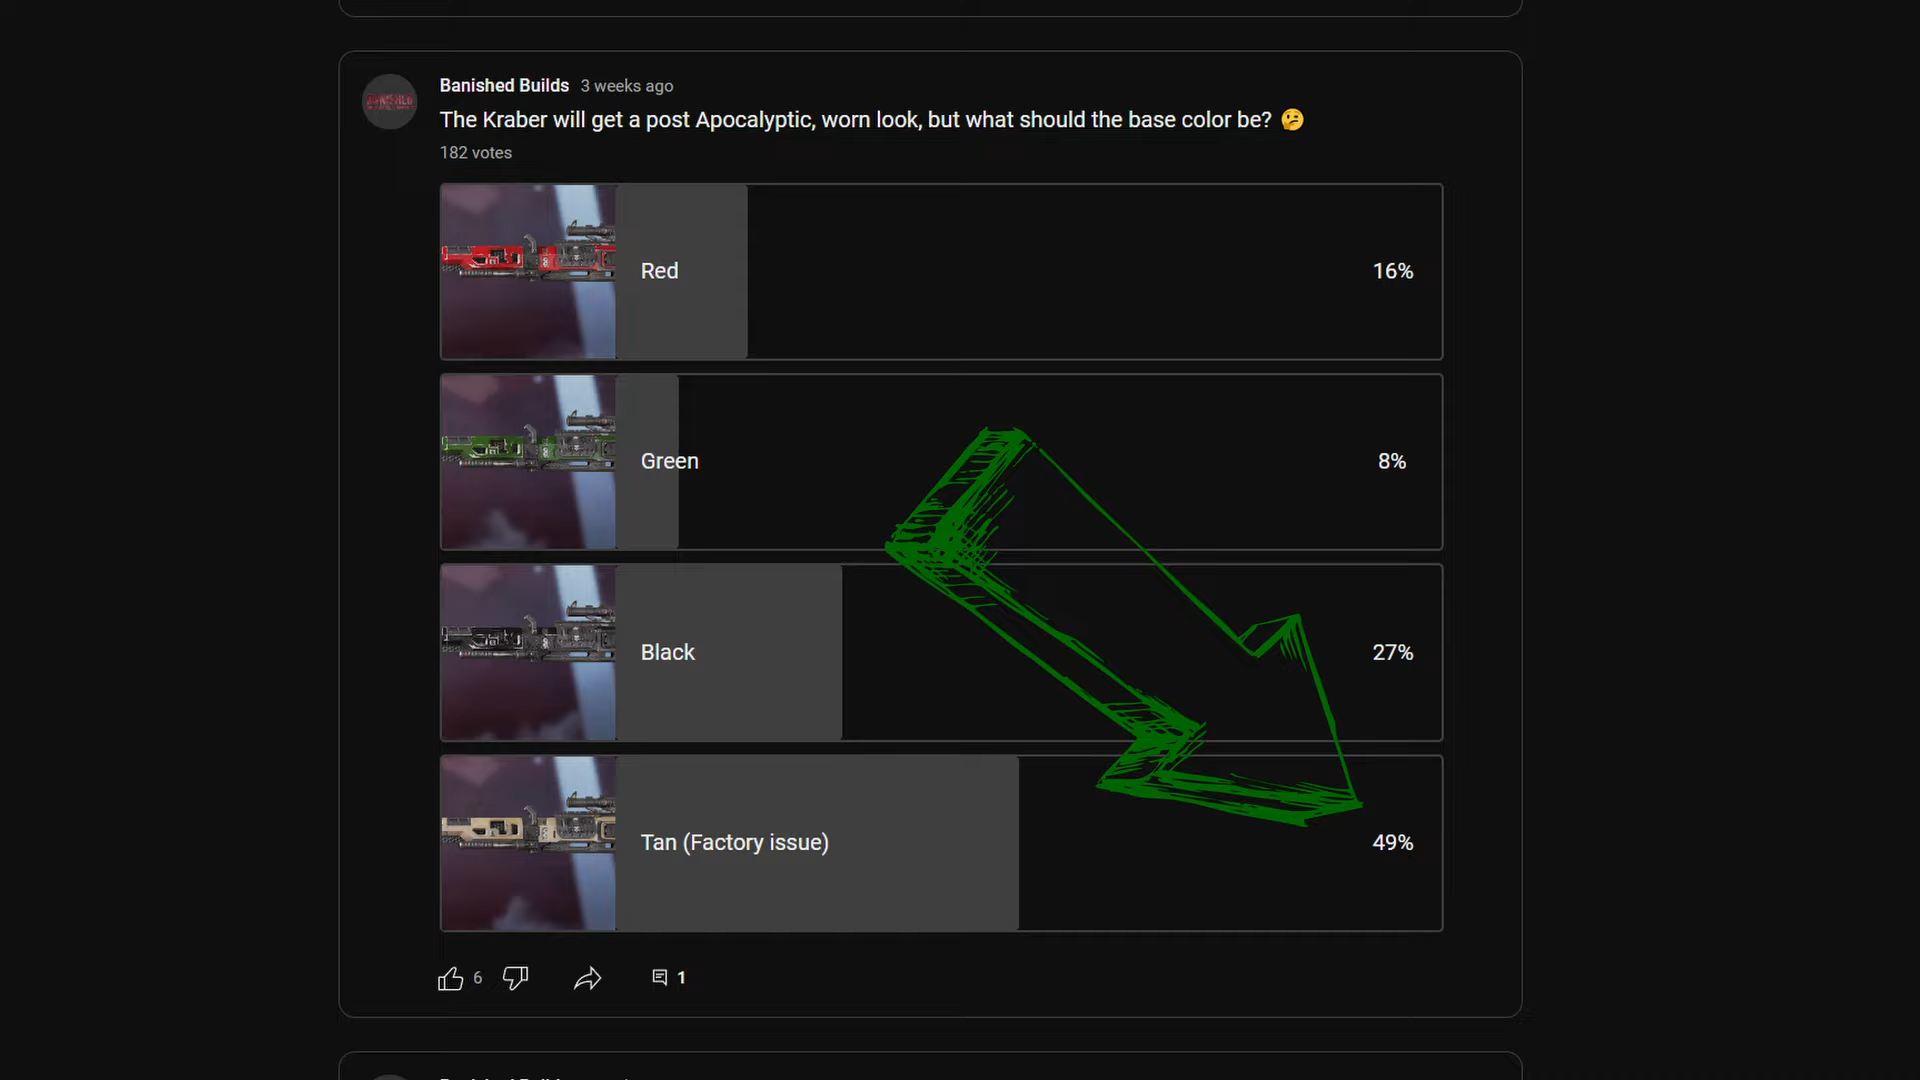 Banished Builds 3 weeks ago
The Kraber will get a post Apocalyptic, worn look, but what should the base color be? 🤔
182 votes
Red 16%
Green 8%
Black 27%
Tan (Factory issue) 49%
6 1